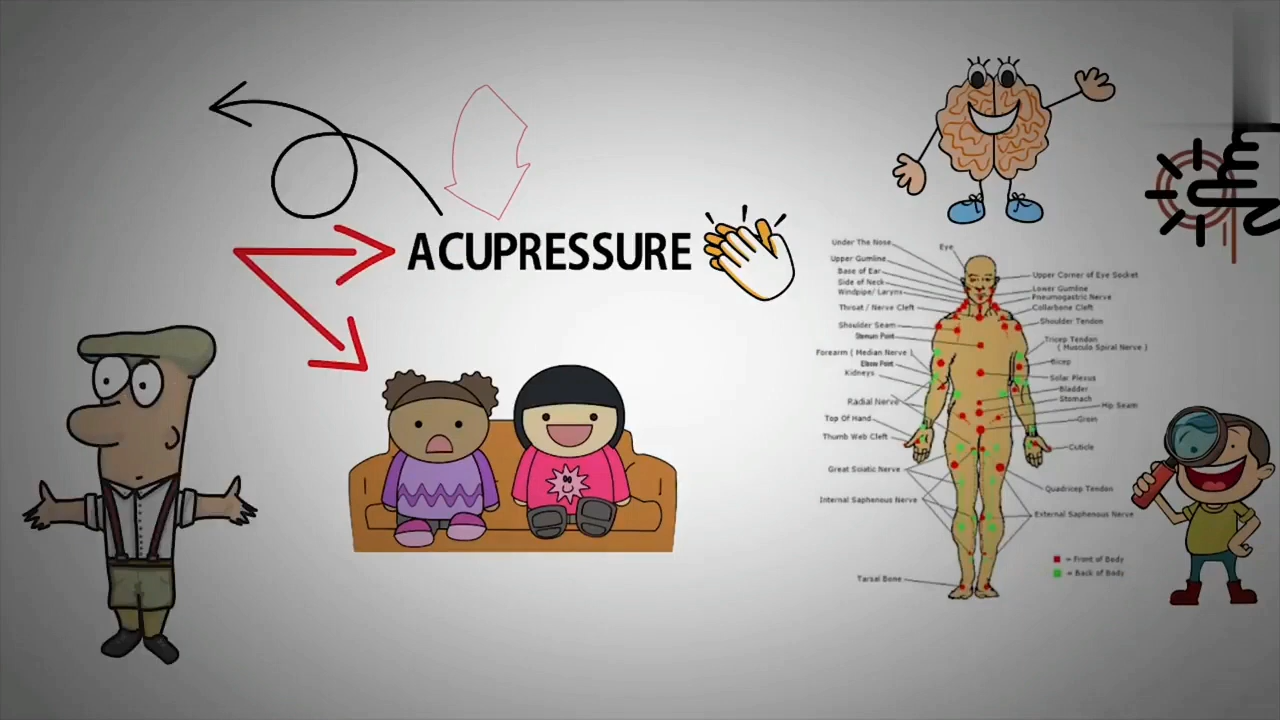 ACUPRESSURE
Under The Nose
Eye
Upper Gumline
Base of Ear
Side of Neck
Windpipe/ Larynx
Throat / Nerve Cleft
Shoulder Seam
Sternum Point
Forearm ( Median Nerve )
Elbow Point
Kidneys
Radial Nerve
Top Of Hand
Thumb Web Cleft
Great Sciatic Nerve
Internal Saphenous Nerve
Tarsal Bone
Upper Corner of Eye Socket
Lower Gumline
Pneumogastric Nerve
Collarbone Cleft
Shoulder Tendon
Tricep Tendon
( Musculo Spiral Nerve )
Bicep
Solar Plexus
Bladder
Stomach
Hip Seam
Groin
Cuticle
Quadricep Tendon
External Saphenous Nerve
= Front of Body
= Back of Body